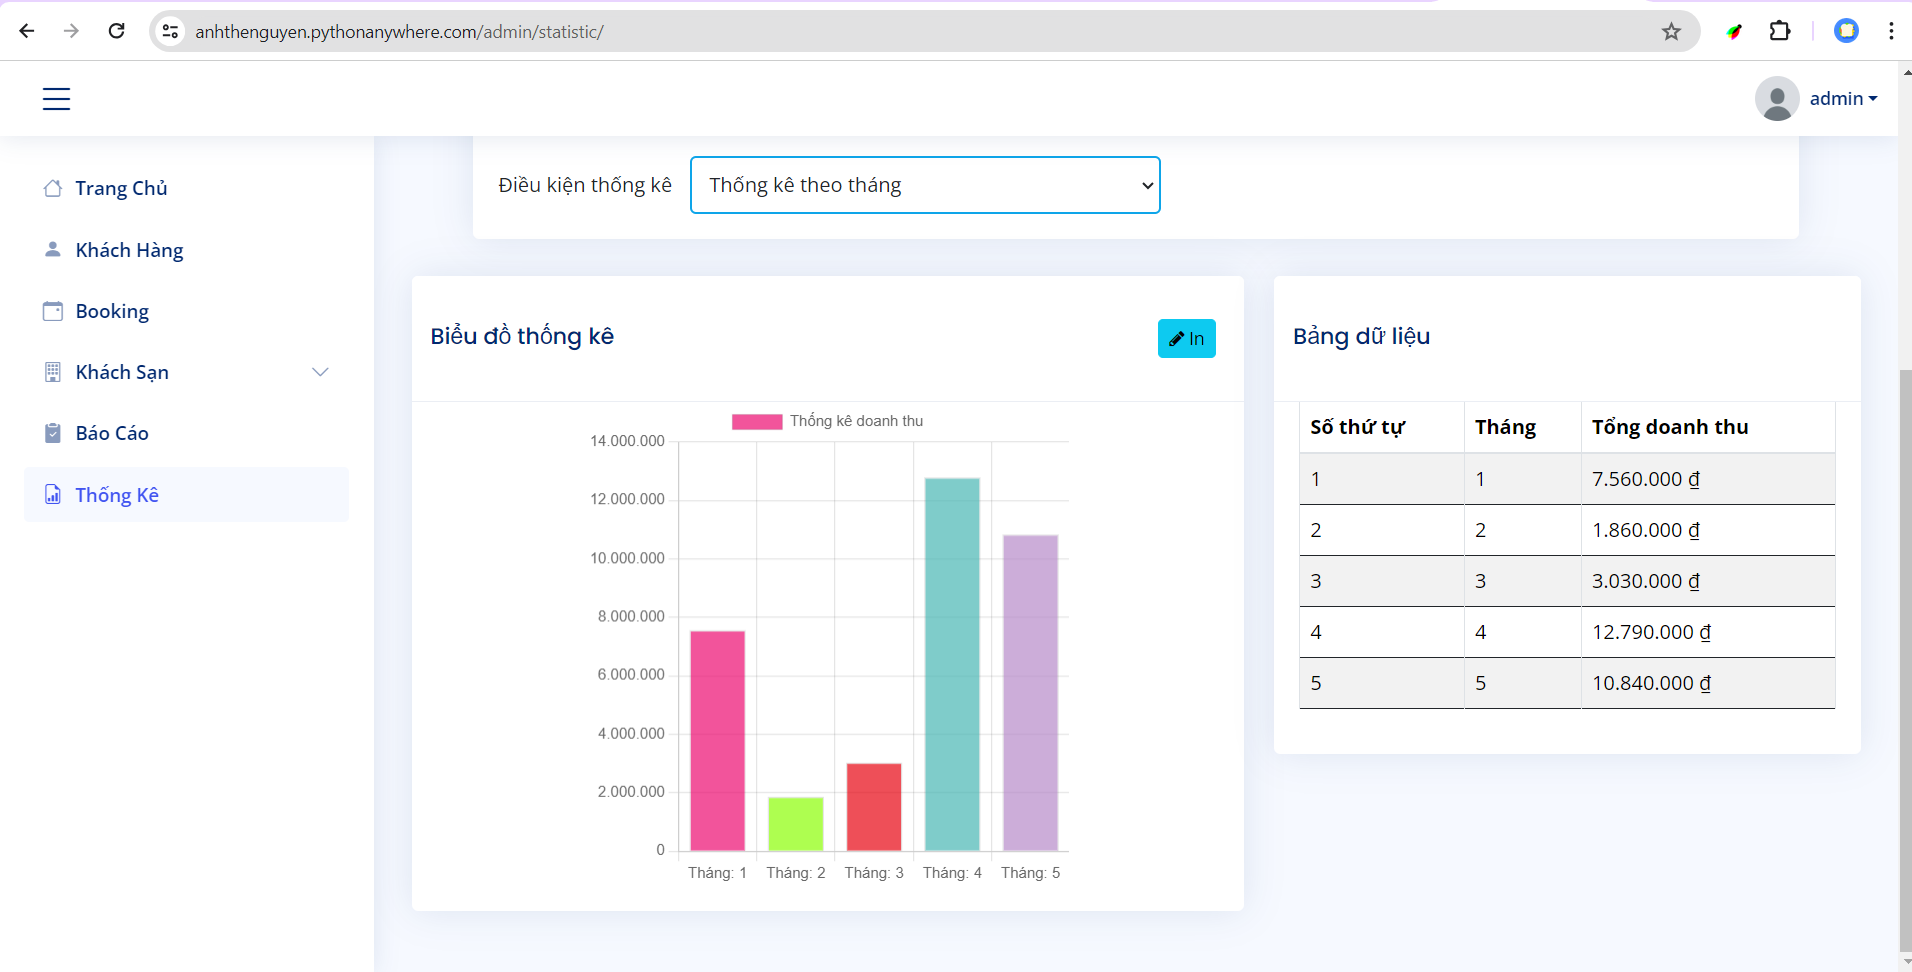 anhthenguyen.pythonanywhere.com/admin/statistic/
admin
Trang Chủ
Khách Hàng
Booking
Khách Sạn
Báo Cáo
Thống Kê
Điều kiện thống kê
Thống kê theo tháng
Biểu đồ thống kê
In
Thống kê doanh thu
14.000.000
12.000.000
10.000.000
8.000.000
6.000.000
4.000.000
2.000.000
0
Tháng: 1 Tháng: 2 Tháng: 3 Tháng: 4 Tháng: 5
Bảng dữ liệu
Số thứ tự Tháng Tổng doanh thu
1 1 7.560.000 ₫
2 2 1.860.000 ₫
3 3 3.030.000 ₫
4 4 12.790.000 ₫
5 5 10.840.000 ₫